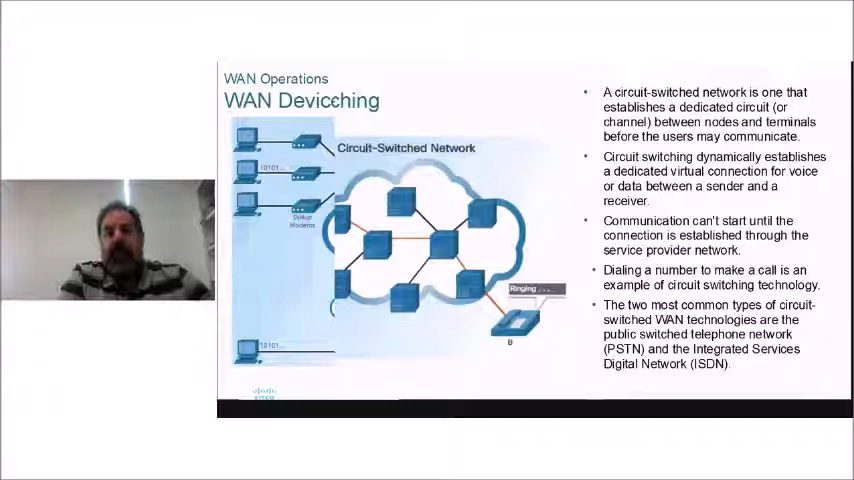 WAN Operations
WAN Devicching
10101...
Circuit-Switched Network
Dialup
Modems
Ringing . . .
B
10101...
• A circuit-switched network is one that
establishes a dedicated circuit (or
channel) between nodes and terminals
before the users may communicate.
• Circuit switching dynamically establishes
a dedicated virtual connection for voice
or data between a sender and a
receiver.
• Communication can't start until the
connection is established through the
service provider network.
• Dialing a number to make a call is an
example of circuit switching technology.
• The two most common types of circuit-
switched WAN technologies are the
public switched telephone network
(PSTN) and the Integrated Services
Digital Network (ISDN).